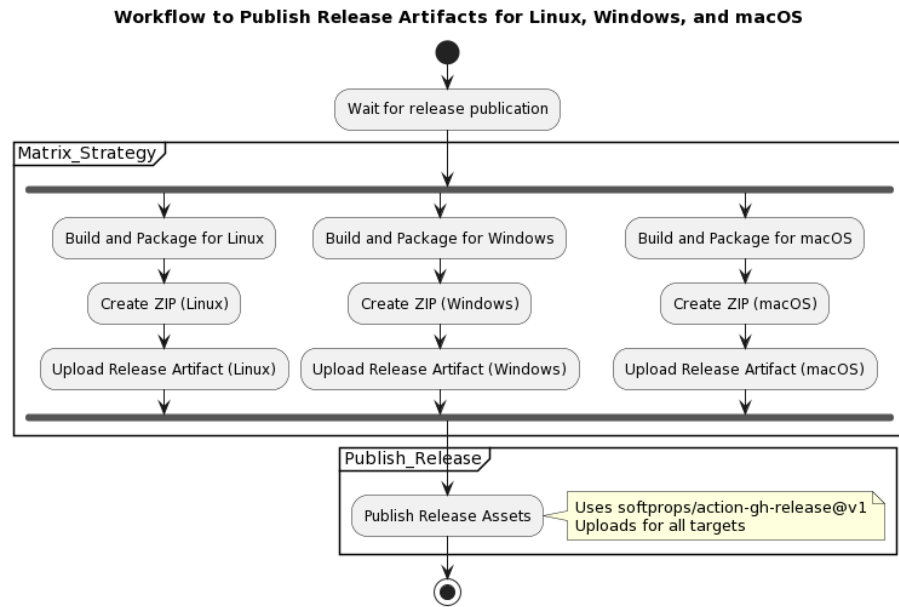 Workflow to Publish Release Artifacts for Linux, Windows, and macOS
Wait for release publication
Matrix_Strategy
Build and Package for Linux
Build and Package for Windows
Build and Package for macOS
Create ZIP (Linux)
Create ZIP (Windows)
Create ZIP (macOS)
Upload Release Artifact (Linux)
Upload Release Artifact (Windows)
Upload Release Artifact (macOS)
Publish_Release
Publish Release Assets
Uses softprops/action-gh-release@v1
Uploads for all targets